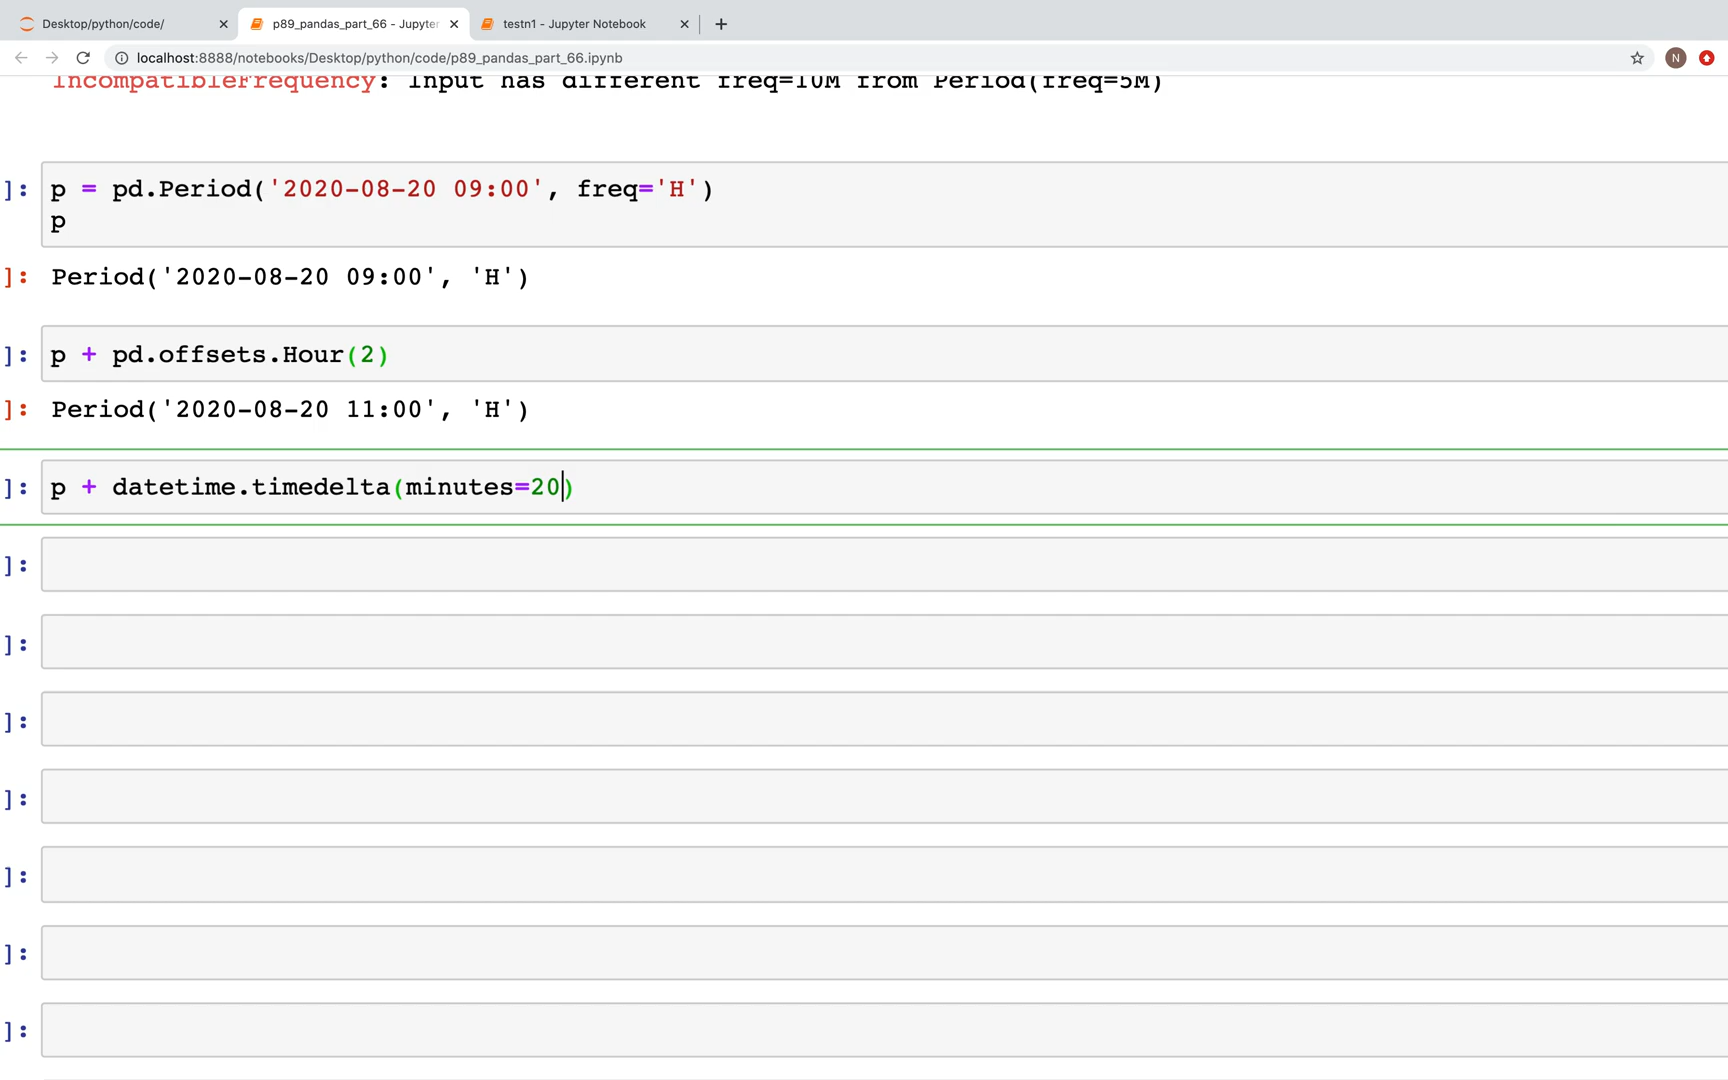 Desktop/python/code/
p89_pandas_part_66 - Jupyter
testn1 - Jupyter Notebook
localhost:8888/notebooks/Desktop/python/code/p89_pandas_part_66.ipynb
N
IncompatibleFrequency: Input has different freq=10M from Period(freq=5M)
]: p = pd.Period('2020-08-20 09:00', freq='H')
p
]: Period('2020-08-20 09:00', 'H')
]: p + pd.offsets.Hour(2)
]: Period('2020-08-20 11:00', 'H')
]: p + datetime.timedelta(minutes=20)
]:
]:
]:
]:
]:
]:
]: